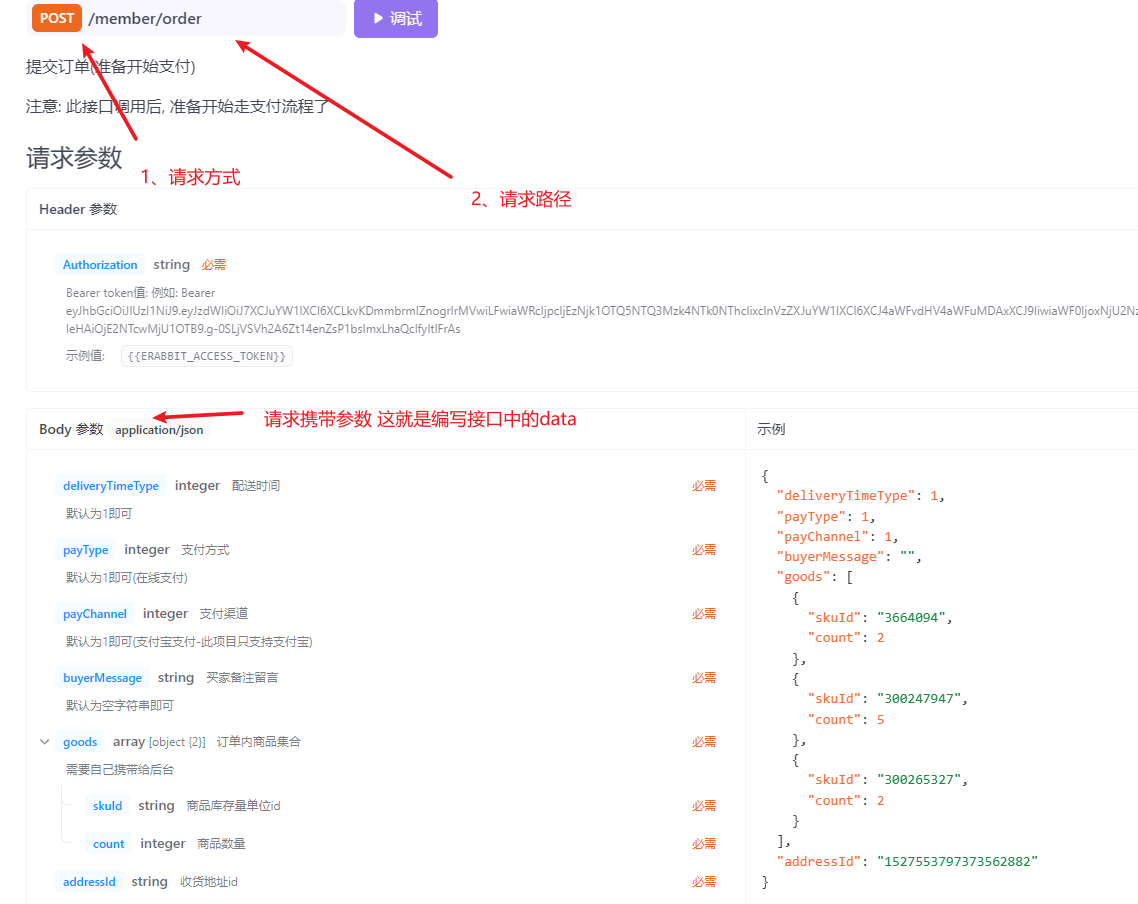 POST /member/order 调试
提交订单(准备开始支付)
注意: 此接口调用后, 准备开始走支付流程了
请求参数
1、请求方式
2、请求路径
Header 参数
Authorization string 必需
Bearer token值: 例如: Bearer
示例值: {{ERABBIT_ACCESS_TOKEN}}
请求携带参数 这就是编写接口中的data
Body 参数 application/json
deliveryTimeType integer 配送时间 必需
默认为1即可
payType integer 支付方式 必需
默认为1即可(在线支付)
payChannel integer 支付渠道 必需
默认为1即可(支付宝支付-此项目只支持支付宝)
buyerMessage string 买家备注留言 必需
默认为空字符串即可
goods array [object {2}] 订单内商品集合 必需
需要自己携带给后台
skuId string 商品库存量单位id 必需
count integer 商品数量 必需
addressId string 收货地址id 必需
示例
{
"deliveryTimeType": 1,
"payType": 1,
"payChannel": 1,
"buyerMessage": "",
"goods": [
{
"skuId": "3664094",
"count": 2
},
{
"skuId": "300247947",
"count": 5
},
{
"skuId": "300265327",
"count": 2
}
],
"addressId": "1527553797373562882"
}